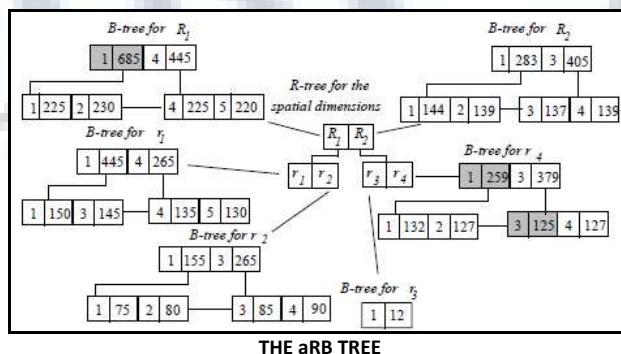 B-tree for R1
1 685 4 445
1 225 2 230
4 225 5 220
B-tree for R2
1 283 3 405
1 144 2 139
3 137 4 139
R-tree for the
spatial dimensions
R1 R2
r1 r2
r3 r4
B-tree for r1
1 445 4 265
1 150 3 145
4 135 5 130
B-tree for r4
1 259 3 379
1 132 2 127
3 125 4 127
B-tree for r2
1 155 3 265
1 75 2 80
3 85 4 90
B-tree for r3
1 12
THE aRB TREE